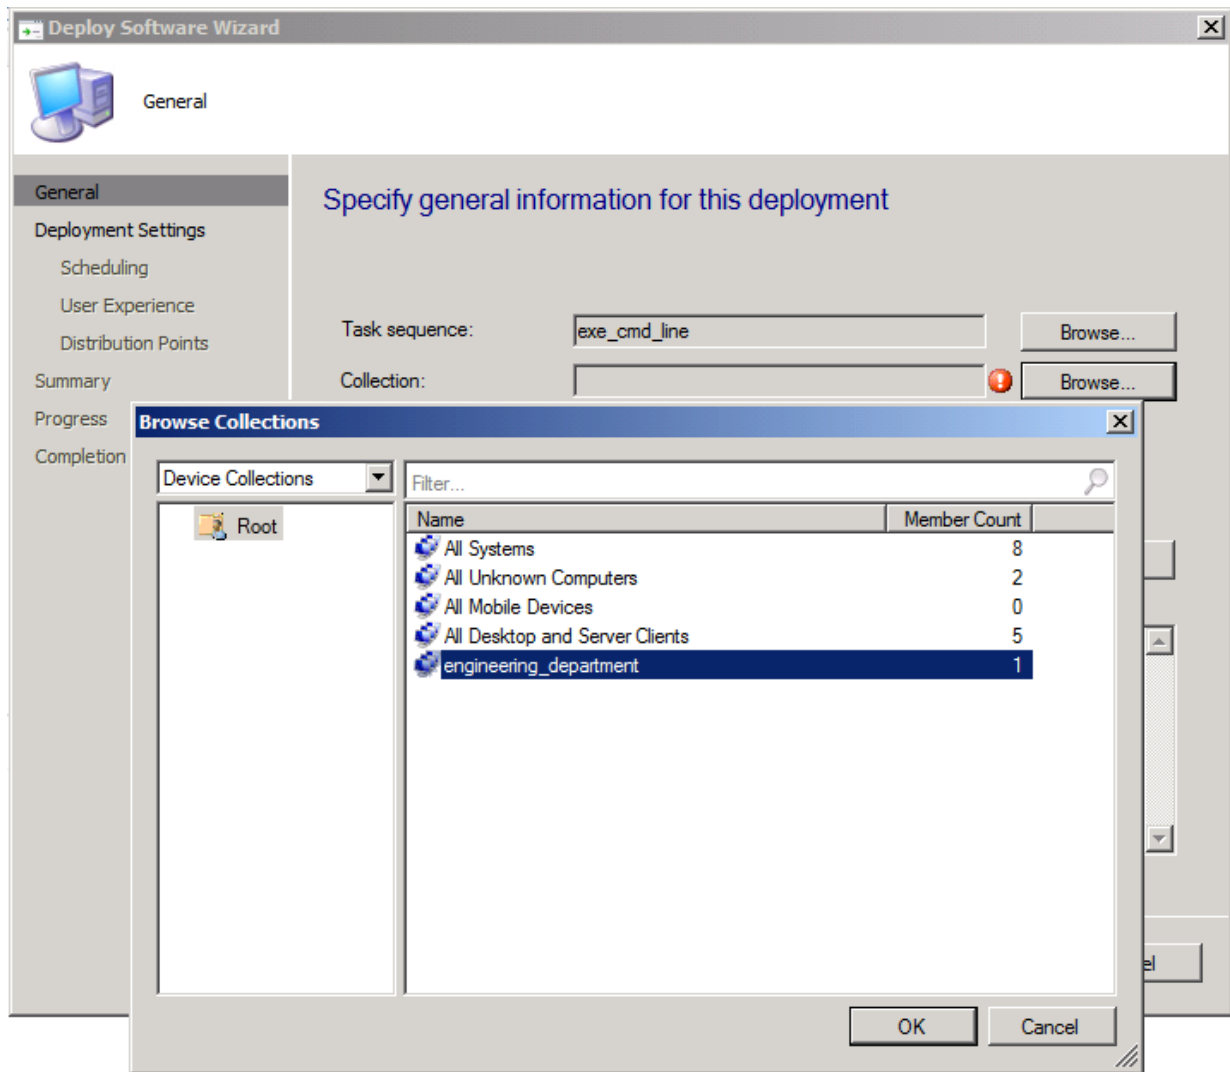 Deploy Software Wizard
General
General
Deployment Settings
Scheduling
User Experience
Distribution Points
Summary
Progress
Completion
Specify general information for this deployment
Task sequence: exe_cmd_line Browse...
Collection: Browse...
Browse Collections
Device Collections
Filter...
Root
Name Member Count
All Systems 8
All Unknown Computers 2
All Mobile Devices 0
All Desktop and Server Clients 5
engineering_department 1
OK Cancel